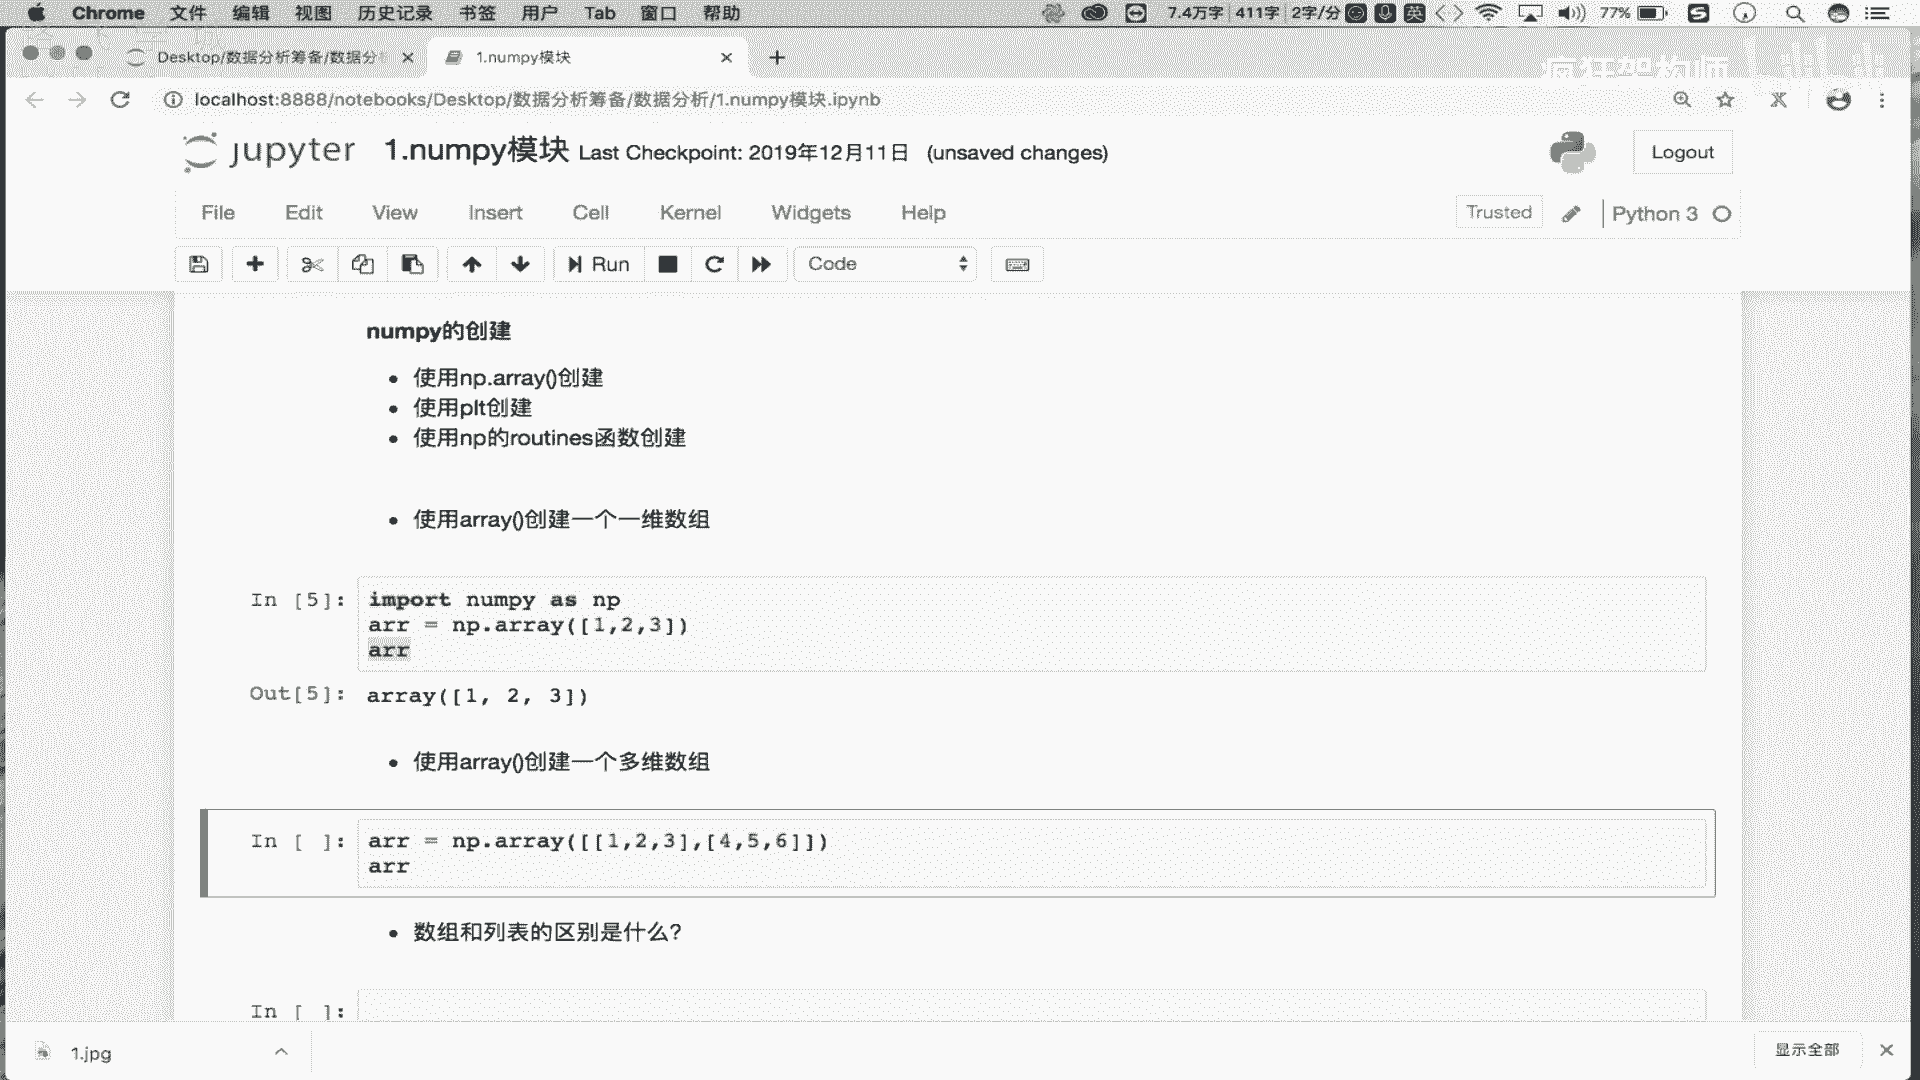 Chrome 文件 编辑 视图 历史记录 书签 用户 Tab 窗口 帮助 7.4万字 411字 2字/分 英 77%
Desktop/数据分析筹备/数据分析 1.numpy模块
localhost:8888/notebooks/Desktop/数据分析筹备/数据分析/1.numpy模块.ipynb
jupyter 1.numpy模块 Last Checkpoint: 2019年12月11日 (unsaved changes) Logout
File Edit View Insert Cell Kernel Widgets Help Trusted Python 3
Run Code
numpy的创建
使用np.array()创建
使用plt创建
使用np的routines函数创建
使用array()创建一个一维数组
In [5]: import numpy as np
arr = np.array([1,2,3])
arr
Out[5]: array([1, 2, 3])
使用array()创建一个多维数组
In [ ]: arr = np.array([[1,2,3],[4,5,6]])
arr
数组和列表的区别是什么?
In [ ]:
1.jpg 显示全部